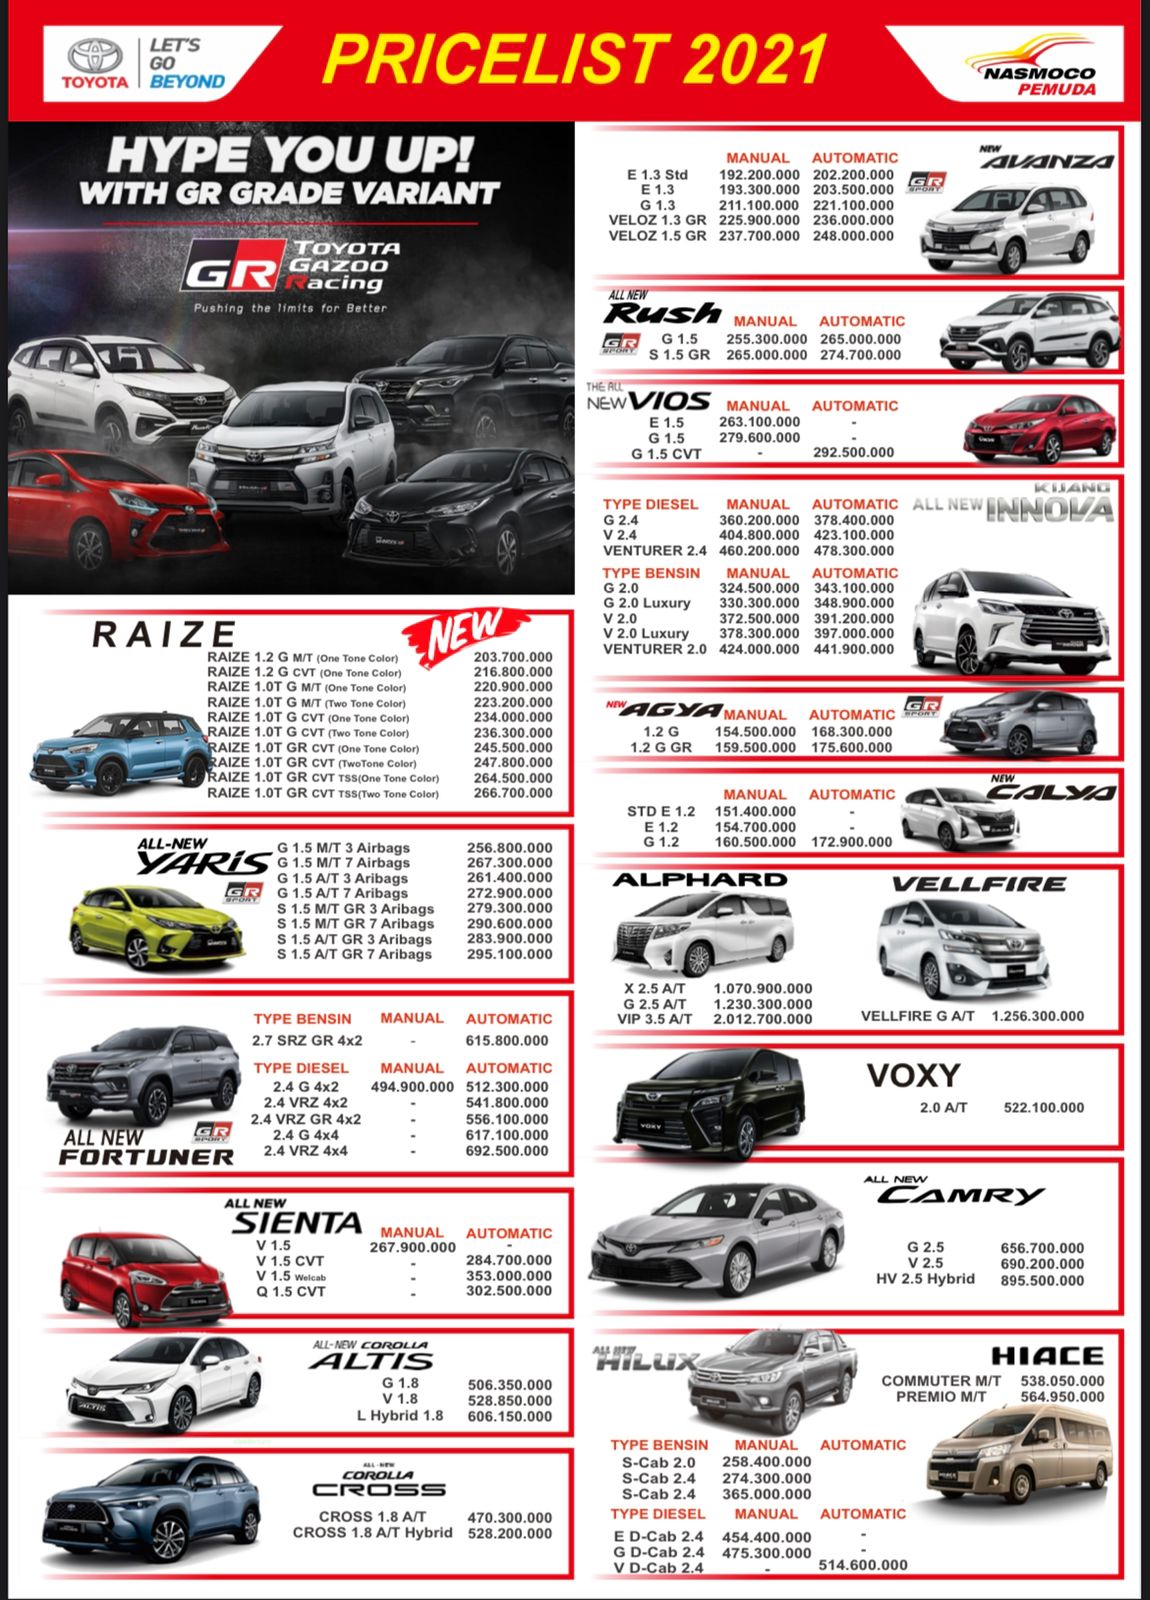 TOYOTA
LET'S
GO
BEYOND
PRICELIST 2021
NASMOCO
PEMUDA
HYPE YOU UP!
WITH GR GRADE VARIANT
GR TOYOTA
GAZOO
Racing
Pushing the limits for Better
RAIZE
NEW
RAIZE 1.2 G M/T (One Tone Color) 203.700.000
RAIZE 1.2 G CVT (One Tone Color) 216.800.000
RAIZE 1.0T G M/T (One Tone Color) 220.900.000
RAIZE 1.0T G M/T (Two Tone Color) 223.200.000
RAIZE 1.0T G CVT (One Tone Color) 234.000.000
RAIZE 1.0T G CVT (Two Tone Color) 236.300.000
RAIZE 1.0T GR CVT (One Tone Color) 245.500.000
RAIZE 1.0T GR CVT (TwoTone Color) 247.800.000
RAIZE 1.0T GR CVT TSS(One Tone Color) 264.500.000
RAIZE 1.0T GR CVT TSS(Two Tone Color) 266.700.000
ALL-NEW
YARIS
GR
SPORT
G 1.5 M/T 3 Airbags 256.800.000
G 1.5 M/T 7 Airbags 267.300.000
G 1.5 A/T 3 Aribags 261.400.000
G 1.5 A/T 7 Aribags 272.900.000
S 1.5 M/T GR 3 Aribags 279.300.000
S 1.5 M/T GR 7 Aribags 290.600.000
S 1.5 A/T GR 3 Aribags 283.900.000
S 1.5 A/T GR 7 Aribags 295.100.000
TYPE BENSIN MANUAL AUTOMATIC
2.7 SRZ GR 4x2 - 615.800.000
TYPE DIESEL MANUAL AUTOMATIC
2.4 G 4x2 494.900.000 512.300.000
2.4 VRZ 4x2 - 541.800.000
2.4 VRZ GR 4x2 - 556.100.000
2.4 G 4x4 - 617.100.000
2.4 VRZ 4x4 - 692.500.000
ALL NEW
FORTUNER
GR
SPORT
ALL NEW
SIENTA
MANUAL AUTOMATIC
V 1.5 267.900.000 -
V 1.5 CVT - 284.700.000
V 1.5 Welcab - 353.000.000
Q 1.5 CVT - 302.500.000
ALL-NEW COROLLA
ALTIS
G 1.8 506.350.000
V 1.8 528.850.000
L Hybrid 1.8 606.150.000
ALTIS
ALL-NEW
COROLLA
CROSS
CROSS 1.8 A/T 470.300.000
CROSS 1.8 A/T Hybrid 528.200.000
NEW AVANZA
GR
SPORT
MANUAL AUTOMATIC
E 1.3 Std 192.200.000 202.200.000
E 1.3 193.300.000 203.500.000
G 1.3 211.100.000 221.100.000
VELOZ 1.3 GR 225.900.000 236.000.000
VELOZ 1.5 GR 237.700.000 248.000.000
ALL NEW
Rush
GR
SPORT
MANUAL AUTOMATIC
G 1.5 255.300.000 265.000.000
S 1.5 GR 265.000.000 274.700.000
THE ALL
NEW VIOS
MANUAL AUTOMATIC
E 1.5 263.100.000 -
G 1.5 279.600.000 -
G 1.5 CVT - 292.500.000
KIJANG
ALL NEW INNOVA
TYPE DIESEL MANUAL AUTOMATIC
G 2.4 360.200.000 378.400.000
V 2.4 404.800.000 423.100.000
VENTURER 2.4 460.200.000 478.300.000
TYPE BENSIN MANUAL AUTOMATIC
G 2.0 324.500.000 343.100.000
G 2.0 Luxury 330.300.000 348.900.000
V 2.0 372.500.000 391.200.000
V 2.0 Luxury 378.300.000 397.000.000
VENTURER 2.0 424.000.000 441.900.000
NEW AGYA
GR
SPORT
MANUAL AUTOMATIC
1.2 G 154.500.000 168.300.000
1.2 G GR 159.500.000 175.600.000
NEW
CALYA
MANUAL AUTOMATIC
STD E 1.2 151.400.000 -
E 1.2 154.700.000 -
G 1.2 160.500.000 172.900.000
ALPHARD
X 2.5 A/T 1.070.900.000
G 2.5 A/T 1.230.300.000
VIP 3.5 A/T 2.012.700.000
VELLFIRE
VELLFIRE G A/T 1.256.300.000
VOXY
2.0 A/T 522.100.000
VOXY
ALL NEW
CAMRY
G 2.5 656.700.000
V 2.5 690.200.000
HV 2.5 Hybrid 895.500.000
ALL NEW
HILUX
TYPE BENSIN MANUAL AUTOMATIC
S-Cab 2.0 258.400.000
S-Cab 2.4 274.300.000
S-Cab 2.4 365.000.000
TYPE DIESEL MANUAL AUTOMATIC
E D-Cab 2.4 454.400.000 -
G D-Cab 2.4 475.300.000 -
V D-Cab 2.4 - 514.600.000
HIACE
COMMUTER M/T 538.050.000
PREMIO M/T 564.950.000